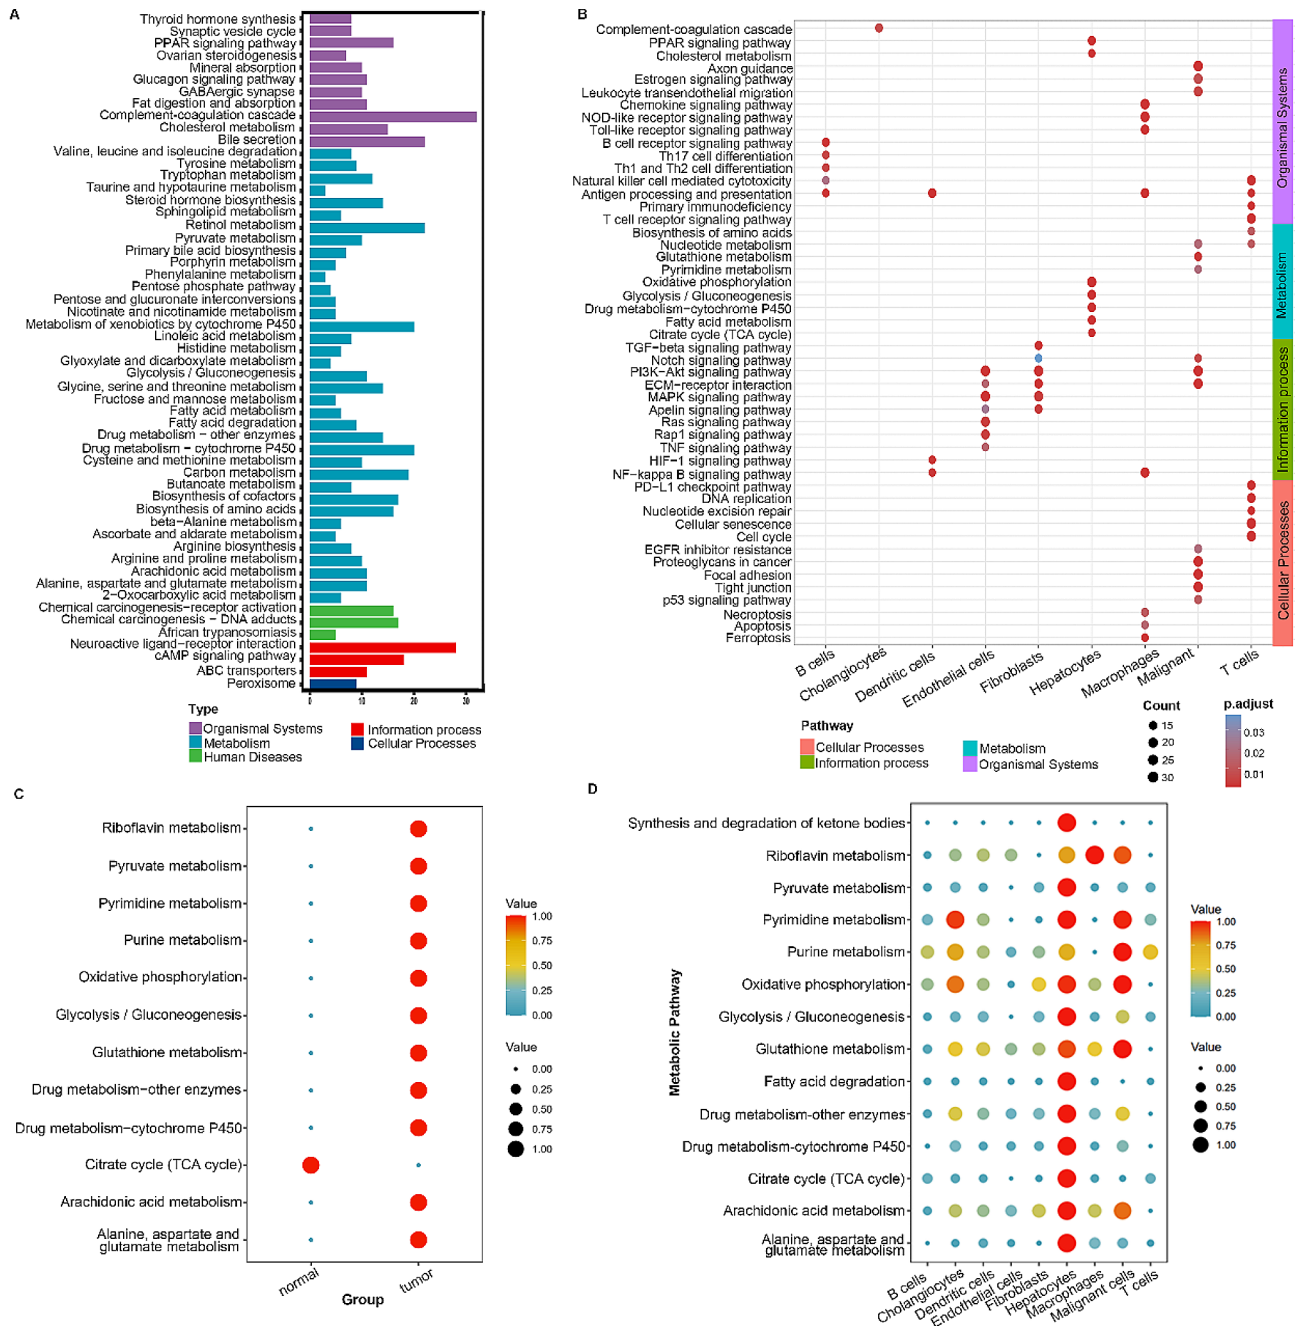 A
Thyroid hormone synthesis
Synaptic vesicle cycle
PPAR signaling pathway
Ovarian steroidogenesis
Mineral absorption
Glucagon signaling pathway
GABAergic synapse
Fat digestion and absorption
Complement-coagulation cascade
Cholesterol metabolism
Bile secretion
Valine, leucine and isoleucine degradation
Tyrosine metabolism
Tryptophan metabolism
Taurine and hypotaurine metabolism
Steroid hormone biosynthesis
Sphingolipid metabolism
Retinol metabolism
Pyruvate metabolism
Primary bile acid biosynthesis
Porphyrin metabolism
Phenylalanine metabolism
Pentose phosphate pathway
Pentose and glucuronate interconversions
Nicotinate and nicotinamide metabolism
Metabolism of xenobiotics by cytochrome P450
Linoleic acid metabolism
Histidine metabolism
Glyoxylate and dicarboxylate metabolism
Glycolysis / Gluconeogenesis
Glycine, serine and threonine metabolism
Fructose and mannose metabolism
Fatty acid metabolism
Fatty acid degradation
Drug metabolism − other enzymes
Drug metabolism − cytochrome P450
Cysteine and methionine metabolism
Carbon metabolism
Butanoate metabolism
Biosynthesis of cofactors
Biosynthesis of amino acids
beta−Alanine metabolism
Ascorbate and aldarate metabolism
Arginine biosynthesis
Arginine and proline metabolism
Arachidonic acid metabolism
Alanine, aspartate and glutamate metabolism
2−Oxocarboxylic acid metabolism
Chemical carcinogenesis−receptor activation
Chemical carcinogenesis − DNA adducts
African trypanosomiasis
Neuroactive ligand−receptor interaction
cAMP signaling pathway
ABC transporters
Peroxisome
0 10 20 30
Type
Organismal Systems
Metabolism
Human Diseases
Information process
Cellular Processes
B
Complement-coagulation cascade
PPAR signaling pathway
Cholesterol metabolism
Axon guidance
Estrogen signaling pathway
Leukocyte transendothelial migration
Chemokine signaling pathway
NOD-like receptor signaling pathway
Toll-like receptor signaling pathway
B cell receptor signaling pathway
Th17 cell differentiation
Th1 and Th2 cell differentiation
Natural killer cell mediated cytotoxicity
Antigen processing and presentation
Primary immunodeficiency
T cell receptor signaling pathway
Biosynthesis of amino acids
Nucleotide metabolism
Glutathione metabolism
Pyrimidine metabolism
Oxidative phosphorylation
Glycolysis / Gluconeogenesis
Drug metabolism−cytochrome P450
Fatty acid metabolism
Citrate cycle (TCA cycle)
TGF−beta signaling pathway
Notch signaling pathway
PI3K−Akt signaling pathway
ECM−receptor interaction
MAPK signaling pathway
Apelin signaling pathway
Ras signaling pathway
Rap1 signaling pathway
TNF signaling pathway
HIF−1 signaling pathway
NF−kappa B signaling pathway
PD−L1 checkpoint pathway
DNA replication
Nucleotide excision repair
Cellular senescence
Cell cycle
EGFR inhibitor resistance
Proteoglycans in cancer
Focal adhesion
Tight junction
p53 signaling pathway
Necroptosis
Apoptosis
Ferroptosis
Organismal Systems
Metabolism
Information process
Cellular Processes
B cells
Cholangiocytes
Dendritic cells
Endothelial cells
Fibroblasts
Hepatocytes
Macrophages
Malignant
T cells
Pathway
Cellular Processes
Information process
Metabolism
Organismal Systems
Count
15
20
25
30
p.adjust
0.03
0.02
0.01
C
Riboflavin metabolism
Pyruvate metabolism
Pyrimidine metabolism
Purine metabolism
Oxidative phosphorylation
Glycolysis / Gluconeogenesis
Glutathione metabolism
Drug metabolism−other enzymes
Drug metabolism−cytochrome P450
Citrate cycle (TCA cycle)
Arachidonic acid metabolism
Alanine, aspartate and
glutamate metabolism
normal
tumor
Group
Value
1.00
0.75
0.50
0.25
0.00
Value
0.00
0.25
0.50
0.75
1.00
D
Metabolic Pathway
Synthesis and degradation of ketone bodies
Riboflavin metabolism
Pyruvate metabolism
Pyrimidine metabolism
Purine metabolism
Oxidative phosphorylation
Glycolysis / Gluconeogenesis
Glutathione metabolism
Fatty acid degradation
Drug metabolism-other enzymes
Drug metabolism-cytochrome P450
Citrate cycle (TCA cycle)
Arachidonic acid metabolism
Alanine, aspartate and
glutamate metabolism
B cells
Cholangiocytes
Dendritic cells
Endothelial cells
Fibroblasts
Hepatocytes
Macrophages
Malignant cells
T cells
Value
1.00
0.75
0.50
0.25
0.00
Value
0.00
0.25
0.50
0.75
1.00